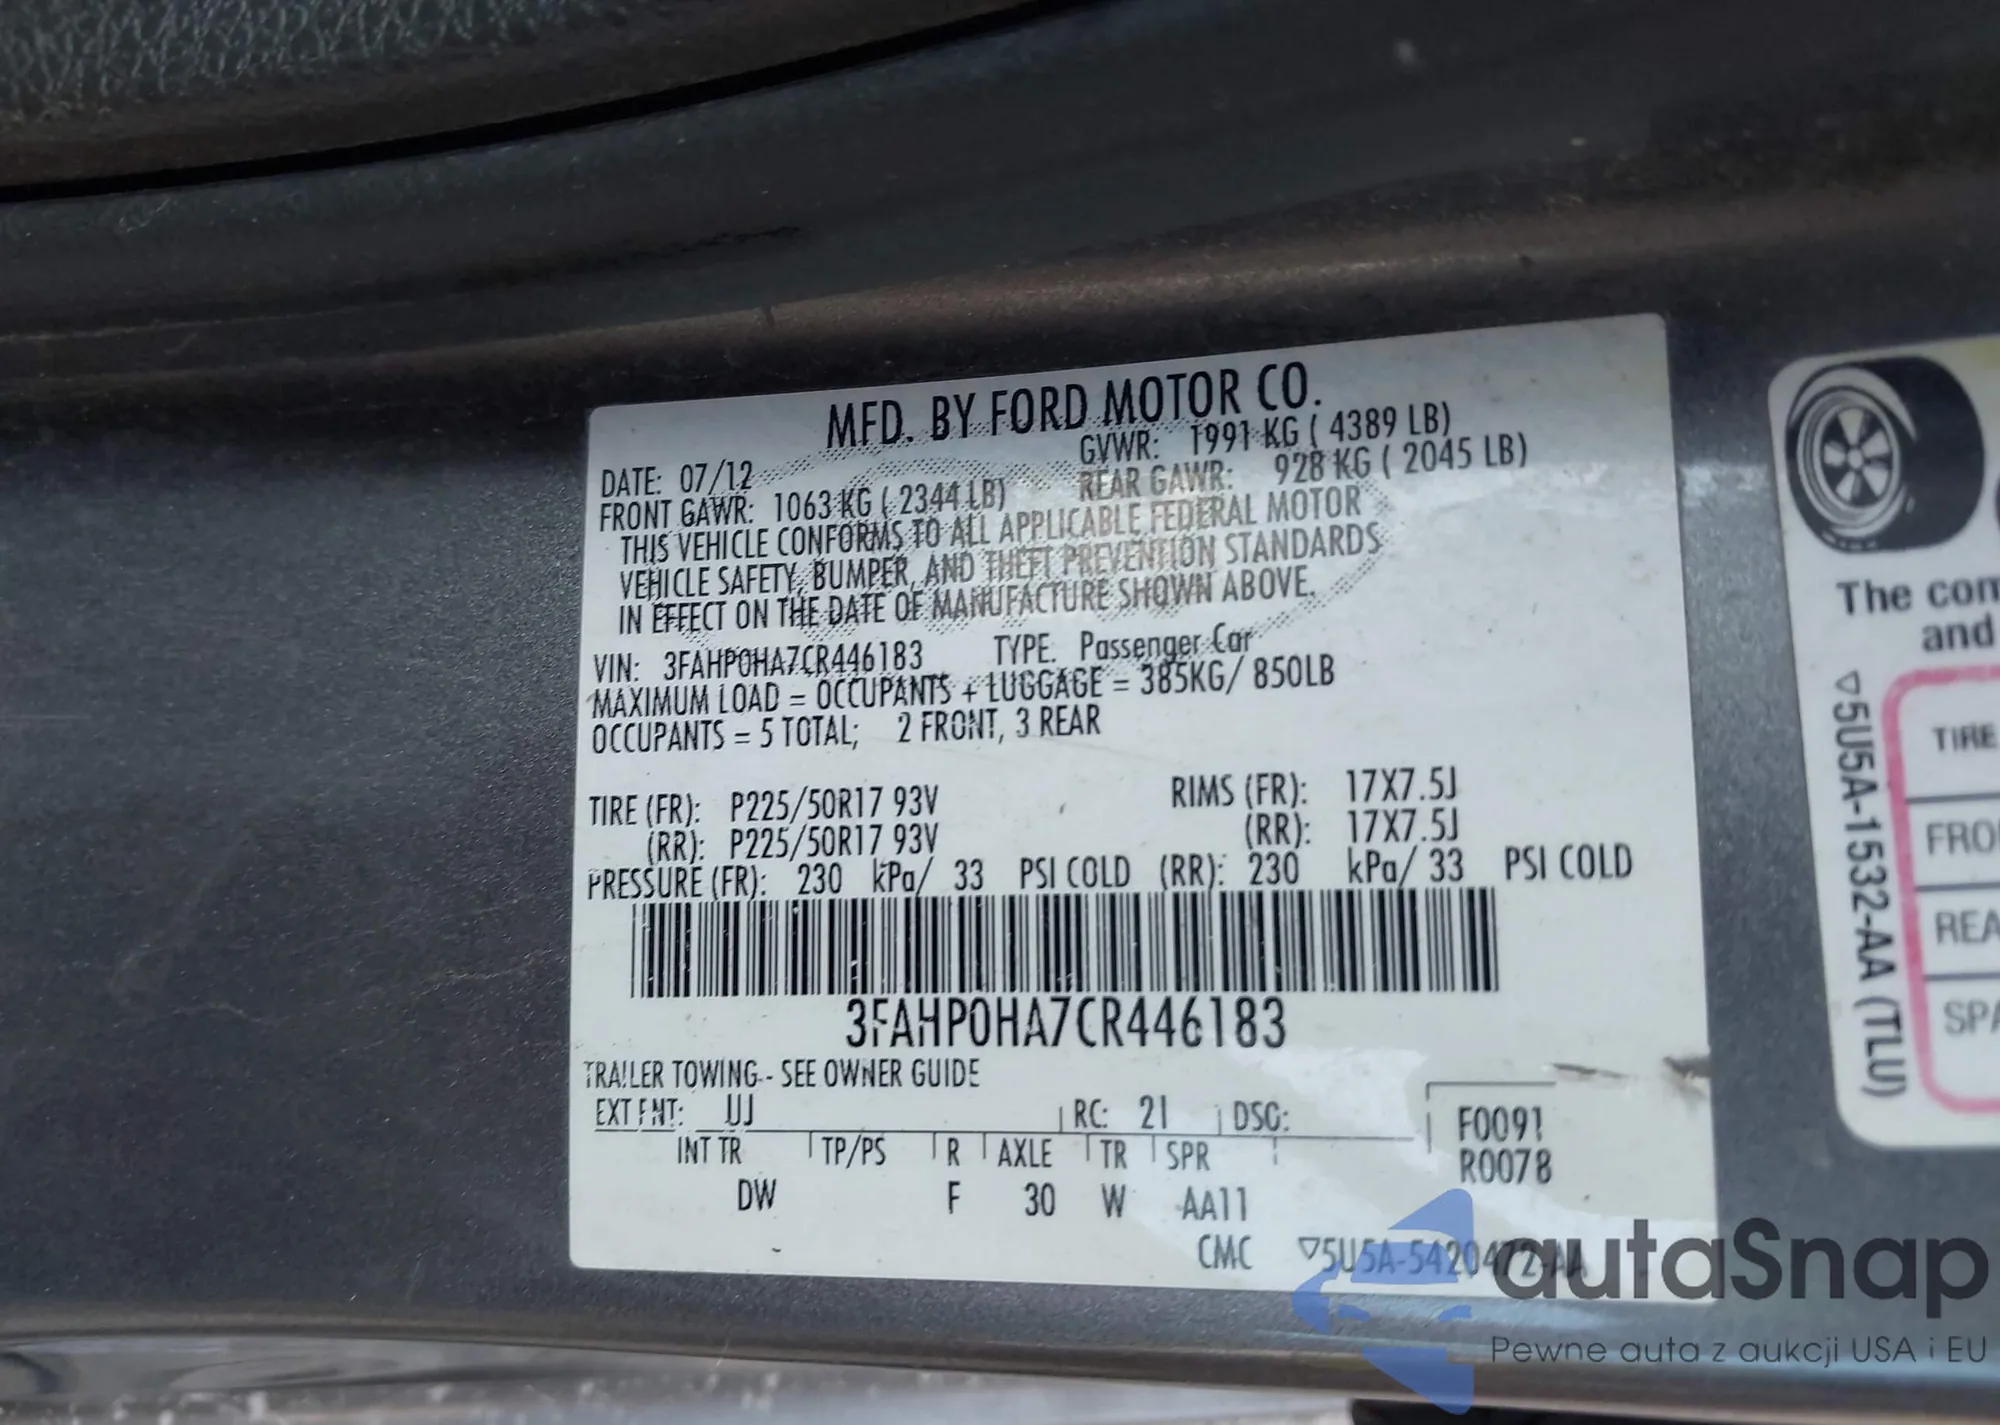 MFD. BY FORD MOTOR CO.
DATE: 07/12 GVWR: 1991 KG ( 4389 LB)
FRONT GAWR: 1063 KG ( 2344 LB) REAR GAWR: 928 KG ( 2045 LB)
THIS VEHICLE CONFORMS TO ALL APPLICABLE FEDERAL MOTOR
VEHICLE SAFETY, BUMPER, AND THEFT PREVENTION STANDARDS
IN EFFECT ON THE DATE OF MANUFACTURE SHOWN ABOVE.
VIN: 3FAHP0HA7CR446183 TYPE: Passenger Car
MAXIMUM LOAD = OCCUPANTS + LUGGAGE = 385KG/ 850LB
OCCUPANTS = 5 TOTAL; 2 FRONT, 3 REAR
TIRE (FR): P225/50R17 93V RIMS (FR): 17X7.5J
(RR): P225/50R17 93V (RR): 17X7.5J
PRESSURE (FR): 230 kPa/ 33 PSI COLD (RR): 230 kPa/ 33 PSI COLD
3FAHP0HA7CR446183
TRAILER TOWING - SEE OWNER GUIDE
EXT PNT: UJ RC: 21 DSO:
INT TR TP/PS R AXLE TR SPR
DW F 30 W AA11
F0091
R0078
CMC ▽5U5A-5420472-AA
The com
and
▽5U5A-1532-AA (TLU)
TIRE
FRO
REA
SPA
autaSnap
Pewne auta z aukcji USA i EU